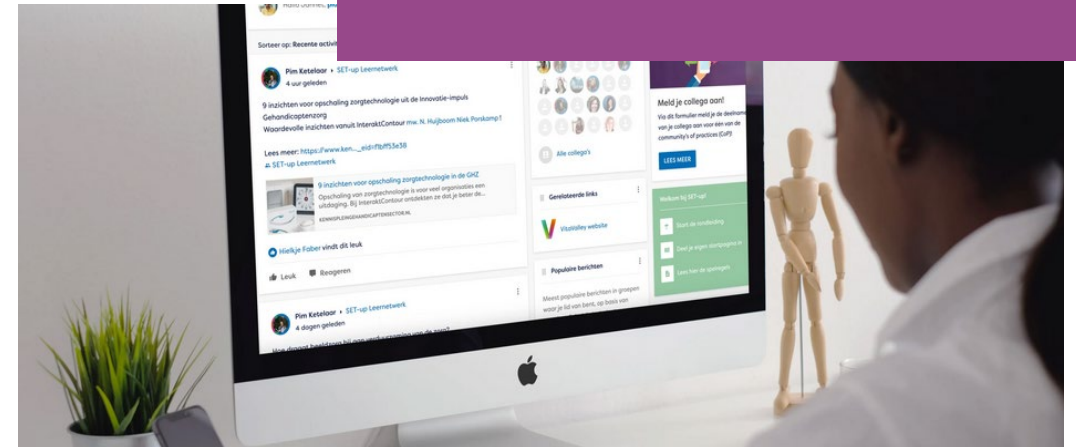 Sorteer op: Recente
Pim Ketelaar › SET-up Leernetwerk
4 uur geleden
9 inzichten voor opschaling zorgtechnologie uit de Innovatie-impuls
Gehandicaptenzorg
Waardevolle inzichten vanuit InteraktContour mw. N. Huijboom Niek Porskamp!
Lees meer: https://www.ken..._eid=f1bff53e38
SET-up Leernetwerk
9 inzichten voor opschaling zorgtechnologie in de GHZ
Opschaling van zorgtechnologie is voor veel organisaties een
uitdaging. Bij InteraktContour ontdekten ze dat je beter de...
KENNISPLEINGEHANDICAPTENSECTOR.NL
Hielkje Faber vindt dit leuk
Leuk Reageren
Pim Ketelaar › SET-up Leernetwerk
4 dagen geleden
Alle collega's
Gerelateerde links
VitaValley website
Populaire berichten
Meest populaire berichten in groepen
waar je lid van bent, op basis van
Meld je collega aan!
Via dit formulier meld je de deelname
van je collega aan voor één van de
community's of practices (CoP)!
LEES MEER
Welkom bij SET-up!
Start de rondleiding
Deel je eigen startpagina in
Lees hier de spelregels